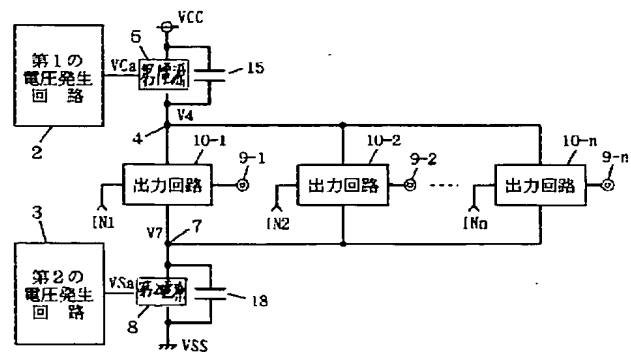 VCC
5
第1の
電圧発生
回路
VCa
15
2
V4
4
10-1
10-2
10-n
9-1
9-2
9-n
出力回路
出力回路
出力回路
IN1
IN2
INn
3
V7
7
第2の
電圧発生
回路
VSa
18
8
VSS